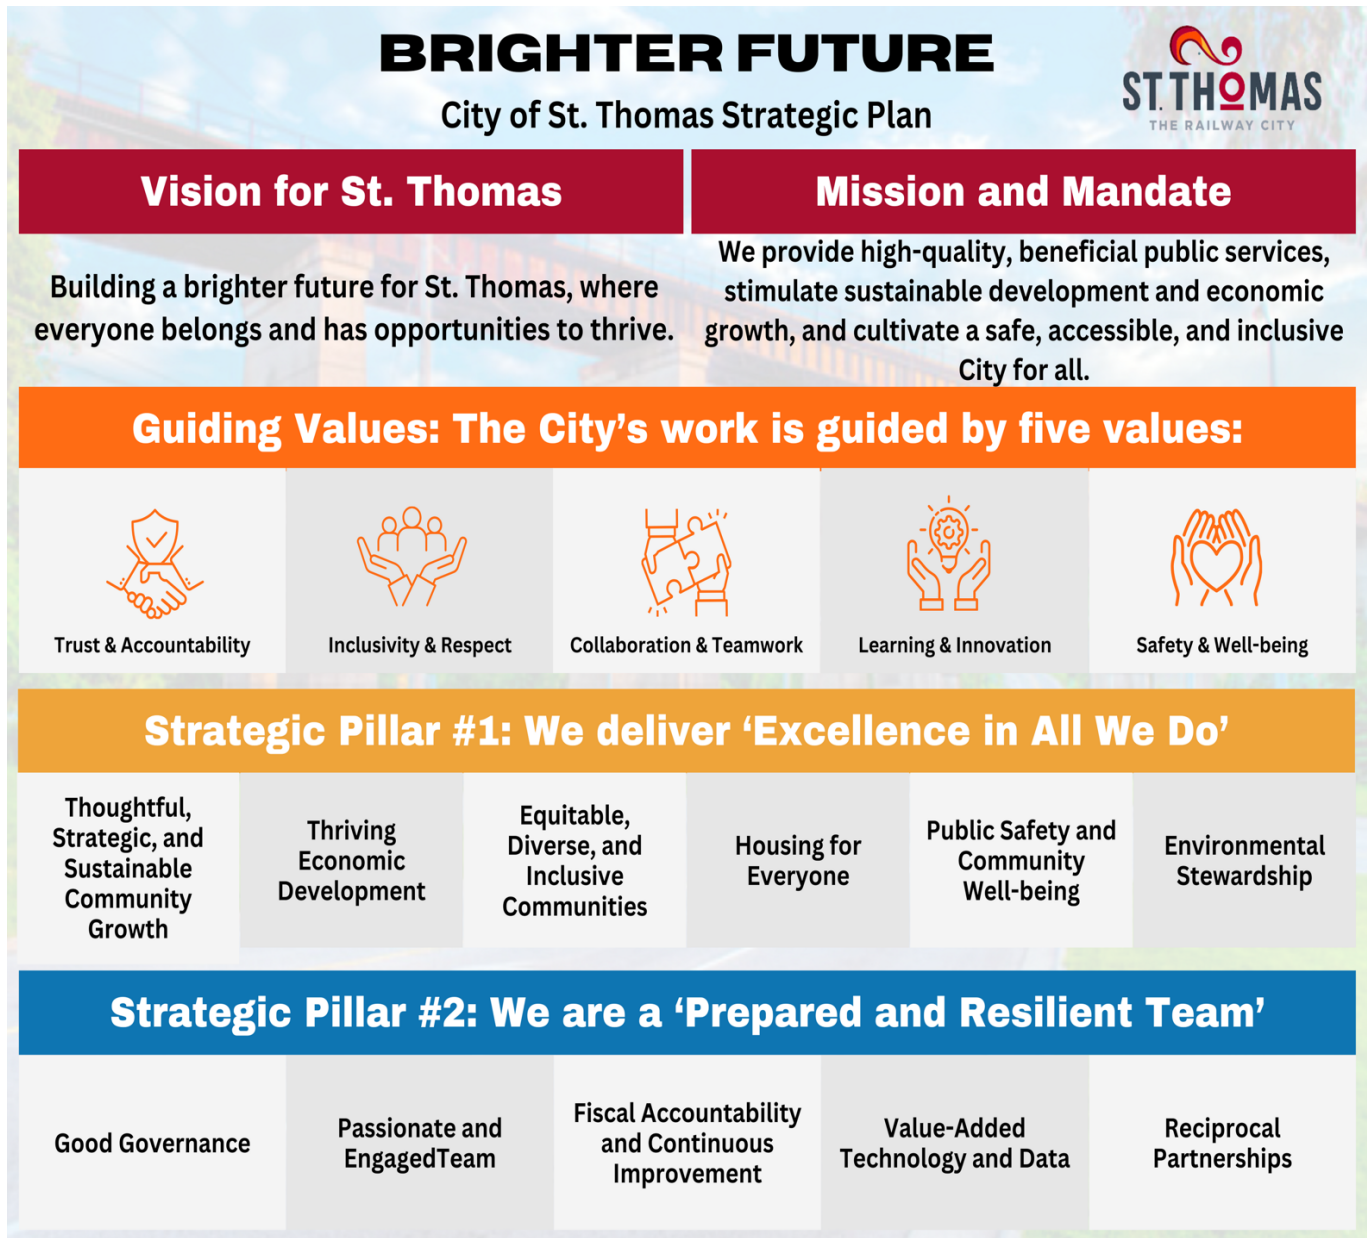 BRIGHTER FUTURE
City of St. Thomas Strategic Plan
ST. THOMAS
THE RAILWAY CITY
Vision for St. Thomas
Building a brighter future for St. Thomas, where
everyone belongs and has opportunities to thrive.
Mission and Mandate
We provide high-quality, beneficial public services,
stimulate sustainable development and economic
growth, and cultivate a safe, accessible, and inclusive
City for all.
Guiding Values: The City’s work is guided by five values:
Trust & Accountability
Inclusivity & Respect
Collaboration & Teamwork
Learning & Innovation
Safety & Well-being
Strategic Pillar #1: We deliver ‘Excellence in All We Do’
Thoughtful,
Strategic, and
Sustainable
Community
Growth
Thriving
Economic
Development
Equitable,
Diverse, and
Inclusive
Communities
Housing for
Everyone
Public Safety and
Community
Well-being
Environmental
Stewardship
Strategic Pillar #2: We are a ‘Prepared and Resilient Team’
Good Governance
Passionate and
EngagedTeam
Fiscal Accountability
and Continuous
Improvement
Value-Added
Technology and Data
Reciprocal
Partnerships